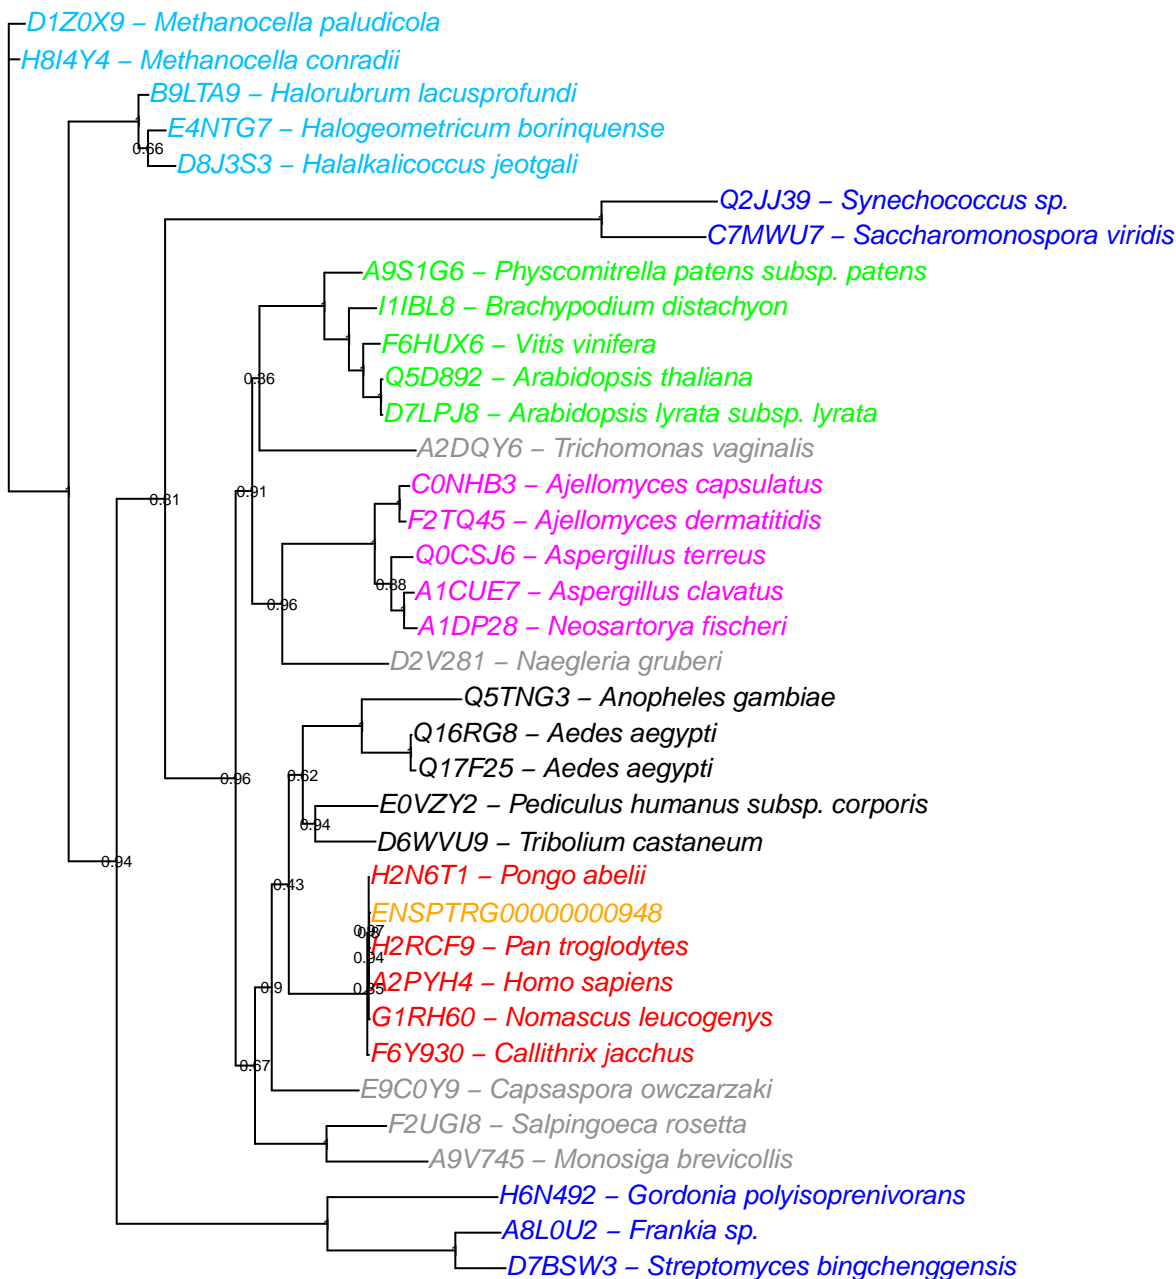 D1Z0X9 – Methanocella paludicola
H8I4Y4 – Methanocella conradii
B9LTA9 – Halorubrum lacusprofundi
E4NTG7 – Halogeometricum borinquense
0.66
D8J3S3 – Halalkalicoccus jeotgali
Q2JJ39 – Synechococcus sp.
C7MWU7 – Saccharomonospora viridis
A9S1G6 – Physcomitrella patens subsp. patens
I1IBL8 – Brachypodium distachyon
F6HUX6 – Vitis vinifera
0.36 Q5D892 – Arabidopsis thaliana
D7LPJ8 – Arabidopsis lyrata subsp. lyrata
A2DQY6 – Trichomonas vaginalis
C0NHB3 – Ajellomyces capsulatus
0.31 0.91
F2TQ45 – Ajellomyces dermatitidis
Q0CSJ6 – Aspergillus terreus
0.38
A1CUE7 – Aspergillus clavatus
0.96
A1DP28 – Neosartorya fischeri
D2V281 – Naegleria gruberi
Q5TNG3 – Anopheles gambiae
Q16RG8 – Aedes aegypti
Q17F25 – Aedes aegypti
0.96 0.62
E0VZY2 – Pediculus humanus subsp. corporis
0.94
D6WVU9 – Tribolium castaneum
0.94
H2N6T1 – Pongo abelii
0.43
ENSPTRG00000000948
H2RCF9 – Pan troglodytes
0.94
A2PYH4 – Homo sapiens
0.9 0.35
G1RH60 – Nomascus leucogenys
F6Y930 – Callithrix jacchus
0.67
E9C0Y9 – Capsaspora owczarzaki
F2UGI8 – Salpingoeca rosetta
A9V745 – Monosiga brevicollis
H6N492 – Gordonia polyisoprenivorans
A8L0U2 – Frankia sp.
D7BSW3 – Streptomyces bingchenggensis